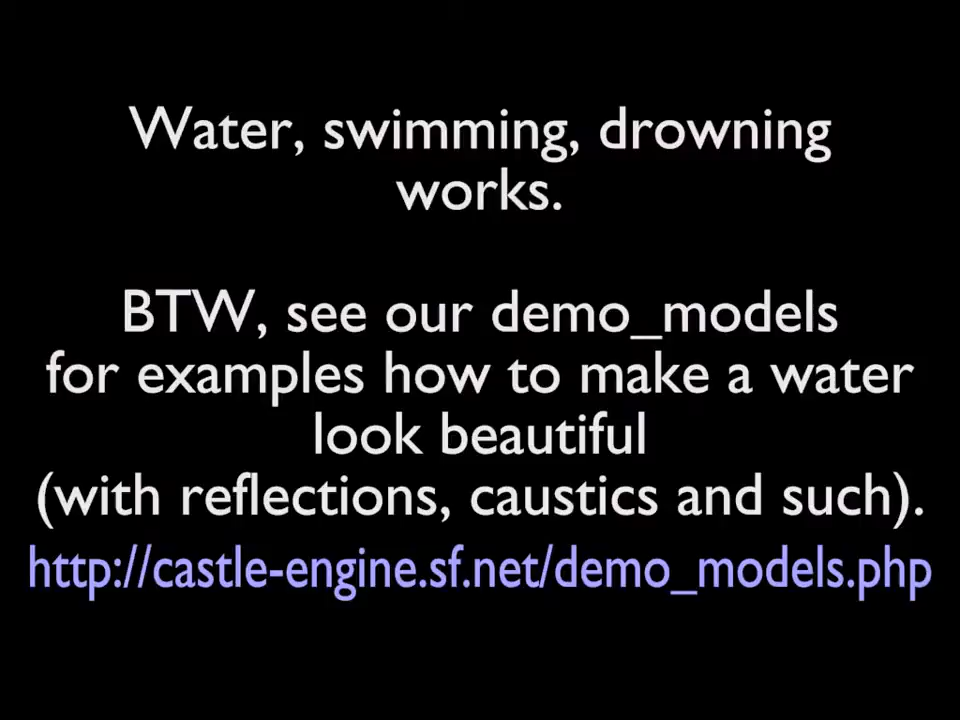 Water, swimming, drowning
works.
BTW, see our demo_models
for examples how to make a water
look beautiful
(with reflections, caustics and such).
http://castle-engine.sf.net/demo_models.php